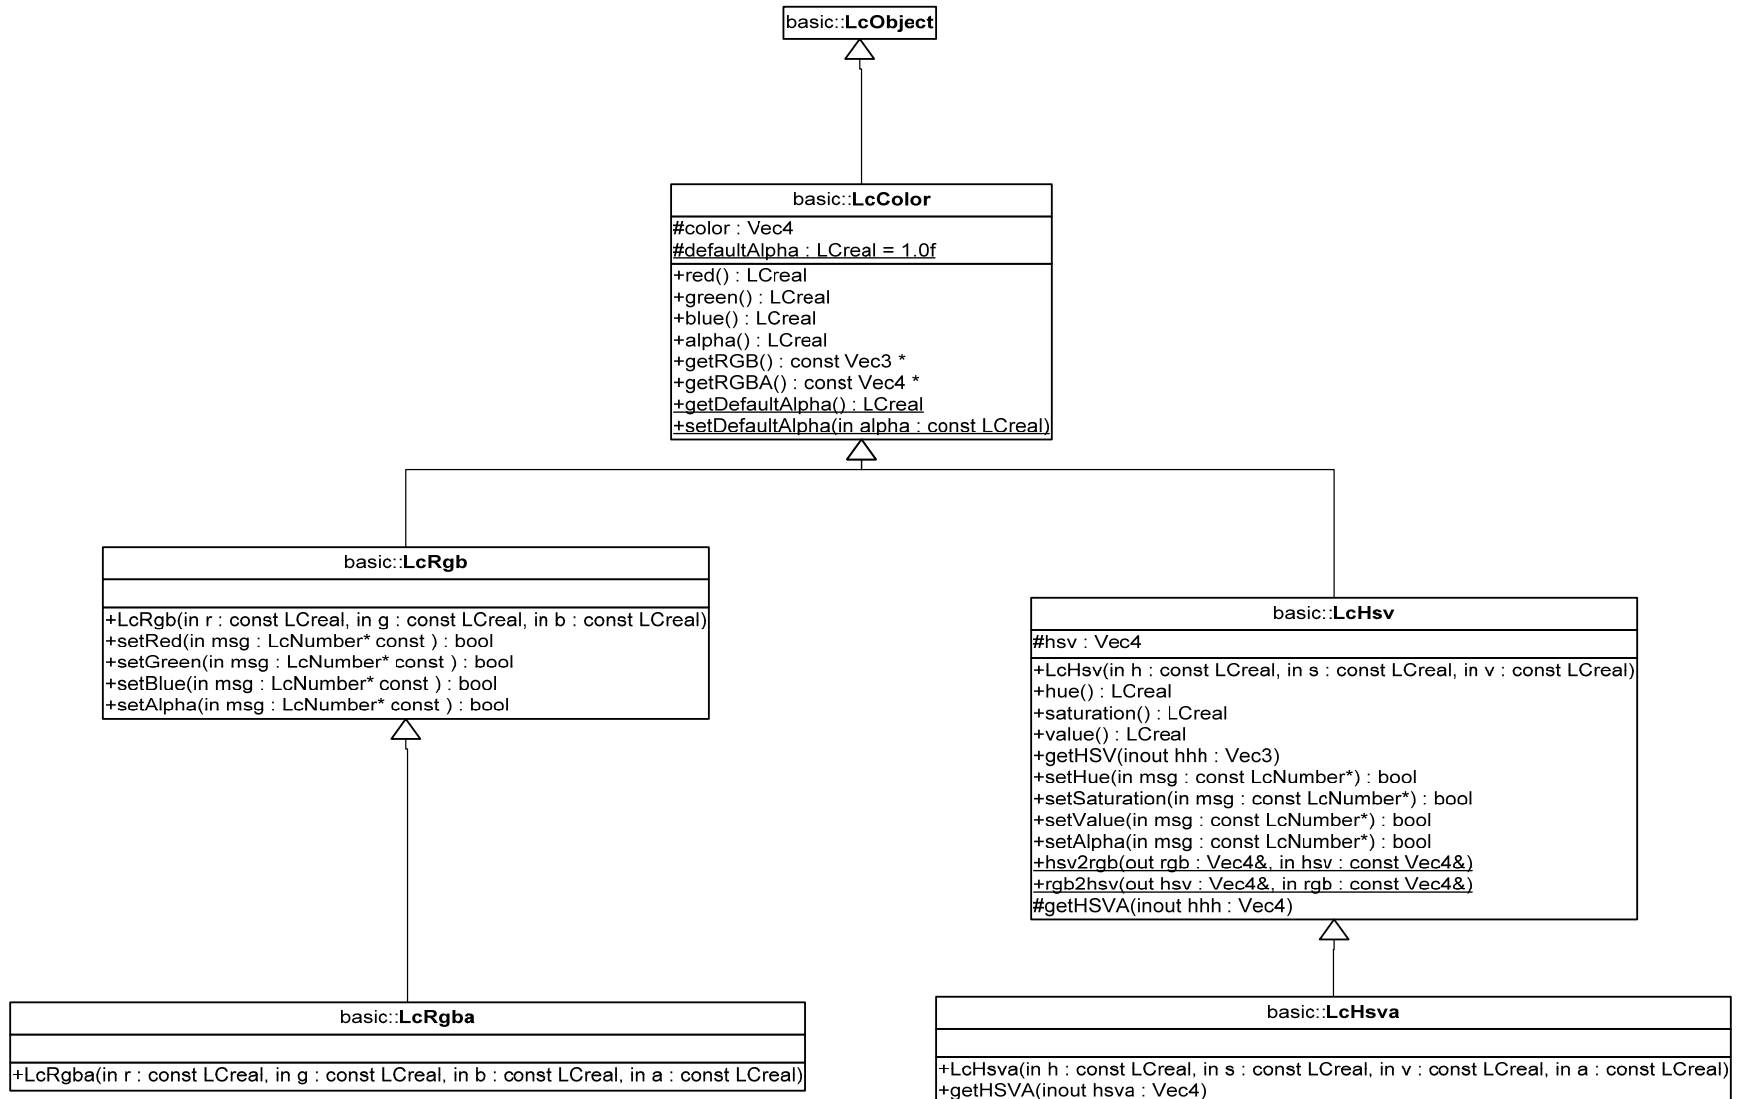 basic::LcObject
basic::LcColor
#color : Vec4
#defaultAlpha : LCreal = 1.0f
+red() : LCreal
+green() : LCreal
+blue() : LCreal
+alpha() : LCreal
+getRGB() : const Vec3 *
+getRGBA() : const Vec4 *
+getDefaultAlpha() : LCreal
+setDefaultAlpha(in alpha : const LCreal)
basic::LcRgb
+LcRgb(in r : const LCreal, in g : const LCreal, in b : const LCreal)
+setRed(in msg : LcNumber* const ) : bool
+setGreen(in msg : LcNumber* const ) : bool
+setBlue(in msg : LcNumber* const ) : bool
+setAlpha(in msg : LcNumber* const ) : bool
basic::LcHsv
#hsv : Vec4
+LcHsv(in h : const LCreal, in s : const LCreal, in v : const LCreal)
+hue() : LCreal
+saturation() : LCreal
+value() : LCreal
+getHSV(inout hhh : Vec3)
+setHue(in msg : const LcNumber*) : bool
+setSaturation(in msg : const LcNumber*) : bool
+setValue(in msg : const LcNumber*) : bool
+setAlpha(in msg : const LcNumber*) : bool
+hsv2rgb(out rgb : Vec4&, in hsv : const Vec4&)
+rgb2hsv(out hsv : Vec4&, in rgb : const Vec4&)
#getHSVA(inout hhh : Vec4)
basic::LcRgba
+LcRgba(in r : const LCreal, in g : const LCreal, in b : const LCreal, in a : const LCreal)
basic::LcHsva
+LcHsva(in h : const LCreal, in s : const LCreal, in v : const LCreal, in a : const LCreal)
+getHSVA(inout hsva : Vec4)